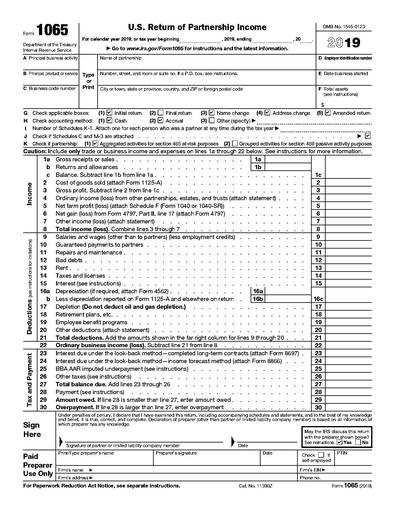 Form 1065
U.S. Return of Partnership Income
OMB No. 1545-0123
Department of the Treasury
Internal Revenue Service
For calendar year 2019, or tax year beginning , 2019, ending , 20 .
▶ Go to www.irs.gov/Form1065 for instructions and the latest information.
2019
A Principal business activity
Name of partnership
D Employer identification number
B Principal product or service
Type or Print
Number, street, and room or suite no. If a P.O. box, see instructions.
E Date business started
C Business code number
City or town, state or province, country, and ZIP or foreign postal code
F Total assets (see instructions)
$
G Check applicable boxes: (1) Initial return (2) Final return (3) Name change (4) Address change (5) Amended return
H Check accounting method: (1) Cash (2) Accrual (3) Other (specify) ▶
I Number of Schedules K-1. Attach one for each person who was a partner at any time during the tax year ▶
J Check if Schedules C and M-3 are attached ▶
K Check if partnership: (1) Aggregated activities for section 465 at-risk purposes (2) Grouped activities for section 469 passive activity purposes
Caution: Include only trade or business income and expenses on lines 1a through 22 below. See instructions for more information.
Income
1a Gross receipts or sales 1a
b Returns and allowances 1b
c Balance. Subtract line 1b from line 1a 1c
2 Cost of goods sold (attach Form 1125-A) 2
3 Gross profit. Subtract line 2 from line 1c 3
4 Ordinary income (loss) from other partnerships, estates, and trusts (attach statement) 4
5 Net farm profit (loss) (attach Schedule F (Form 1040 or 1040-SR)) 5
6 Net gain (loss) from Form 4797, Part II, line 17 (attach Form 4797) 6
7 Other income (loss) (attach statement) 7
8 Total income (loss). Combine lines 3 through 7 8
Deductions (see instructions for limitations)
9 Salaries and wages (other than to partners) (less employment credits) 9
10 Guaranteed payments to partners 10
11 Repairs and maintenance 11
12 Bad debts 12
13 Rent 13
14 Taxes and licenses 14
15 Interest (see instructions) 15
16a Depreciation (if required, attach Form 4562) 16a
b Less depreciation reported on Form 1125-A and elsewhere on return 16b 16c
17 Depletion (Do not deduct oil and gas depletion.) 17
18 Retirement plans, etc. 18
19 Employee benefit programs 19
20 Other deductions (attach statement) 20
21 Total deductions. Add the amounts shown in the far right column for lines 9 through 20 21
22 Ordinary business income (loss). Subtract line 21 from line 8 22
Tax and Payment
23 Interest due under the look-back method—completed long-term contracts (attach Form 8697) 23
24 Interest due under the look-back method—income forecast method (attach Form 8866) 24
25 BBA AAR imputed underpayment (see instructions) 25
26 Other taxes (see instructions) 26
27 Total balance due. Add lines 23 through 26 27
28 Payment (see instructions) 28
29 Amount owed. If line 28 is smaller than line 27, enter amount owed 29
30 Overpayment. If line 28 is larger than line 27, enter overpayment 30
Sign Here
Under penalties of perjury, I declare that I have examined this return, including accompanying schedules and statements, and to the best of my knowledge
and belief, it is true, correct, and complete. Declaration of preparer (other than partner or limited liability company member) is based on all information of
which preparer has any knowledge.
May the IRS discuss this return with the preparer shown below? See instructions. Yes No
Signature of partner or limited liability company member
Date
Paid Preparer Use Only
Print/Type preparer's name
Preparer's signature
Date
Check if self-employed
PTIN
Firm's name ▶
Firm's EIN ▶
Firm's address ▶
Phone no.
For Paperwork Reduction Act Notice, see separate instructions.
Cat. No. 11390Z
Form 1065 (2019)